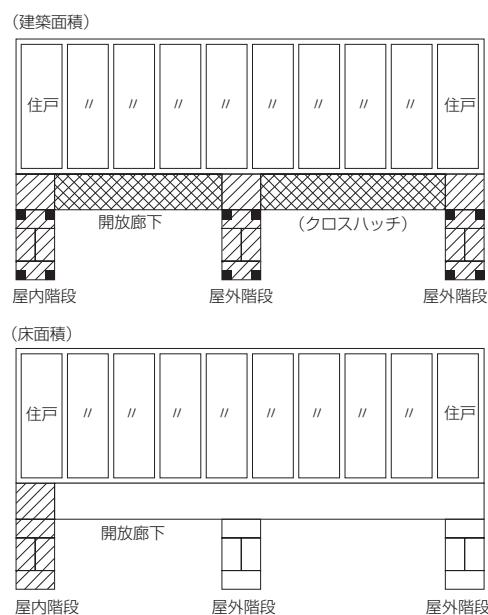 （建築面積）
住戸 〃 〃 〃 〃 〃 〃 〃 〃 住戸
開放廊下 （クロスハッチ）
屋内階段 屋外階段 屋外階段
（床面積）
住戸 〃 〃 〃 〃 〃 〃 〃 〃 住戸
開放廊下
屋内階段 屋外階段 屋外階段